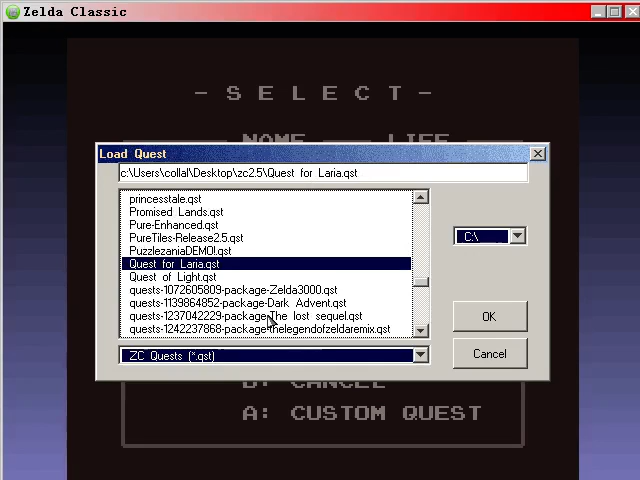 Zelda Classic
- S E L E C T -
NAME LIFE
Load Quest
c:\Users\collal\Desktop\zc2.5\Quest for Laria.qst
princesstale.qst
Promised Lands.qst
Pure-Enhanced.qst
PureTiles-Release2.5.qst
PuzzlezaniaDEMO!.qst
Quest for Laria.qst
Quest of Light.qst
quests-1072605809-package-Zelda3000.qst
quests-1139864852-package-Dark Advent.qst
quests-1237042229-package-The lost sequel.qst
quests-1242237868-package-thelegendofzeldaremix.qst
C:\
OK
ZC Quests (*.qst)
Cancel
B: CANCEL
A: CUSTOM QUEST